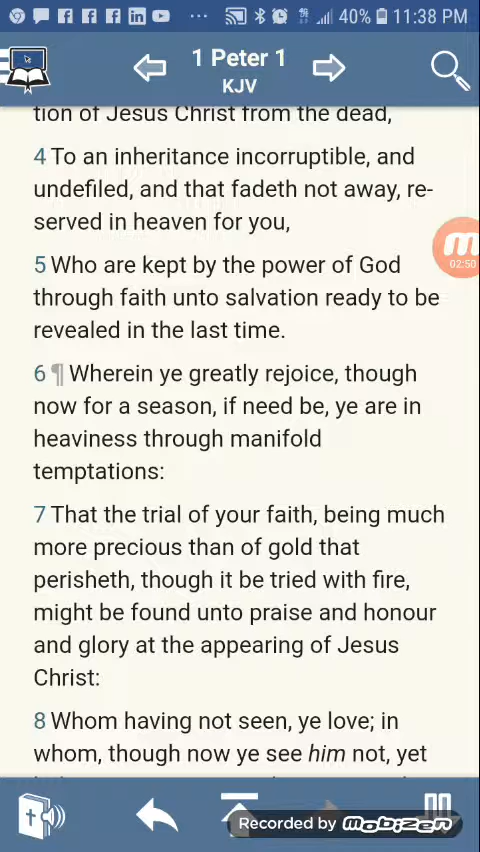 40% 11:38 PM
1 Peter 1
KJV
tion of Jesus Christ from the dead,
4 To an inheritance incorruptible, and
undefiled, and that fadeth not away, re-
served in heaven for you,
02:50
5 Who are kept by the power of God
through faith unto salvation ready to be
revealed in the last time.
6 ¶ Wherein ye greatly rejoice, though
now for a season, if need be, ye are in
heaviness through manifold
temptations:
7 That the trial of your faith, being much
more precious than of gold that
perisheth, though it be tried with fire,
might be found unto praise and honour
and glory at the appearing of Jesus
Christ:
8 Whom having not seen, ye love; in
whom, though now ye see him not, yet
Recorded by mobizen